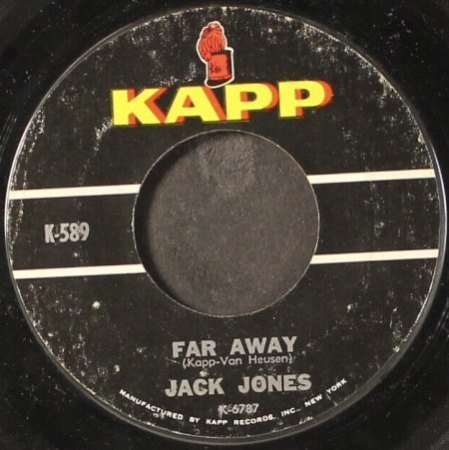 KAPP
K-589
FAR AWAY
(Kapp-Van Heusen)
JACK JONES
K-6787
MANUFACTURED BY KAPP RECORDS, INC., NEW YORK